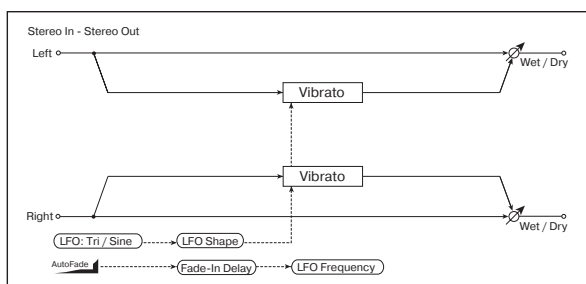 Stereo In - Stereo Out
Left
Wet / Dry
Vibrato
Vibrato
Right
Wet / Dry
LFO: Tri / Sine
LFO Shape
AutoFade
Fade-In Delay
LFO Frequency